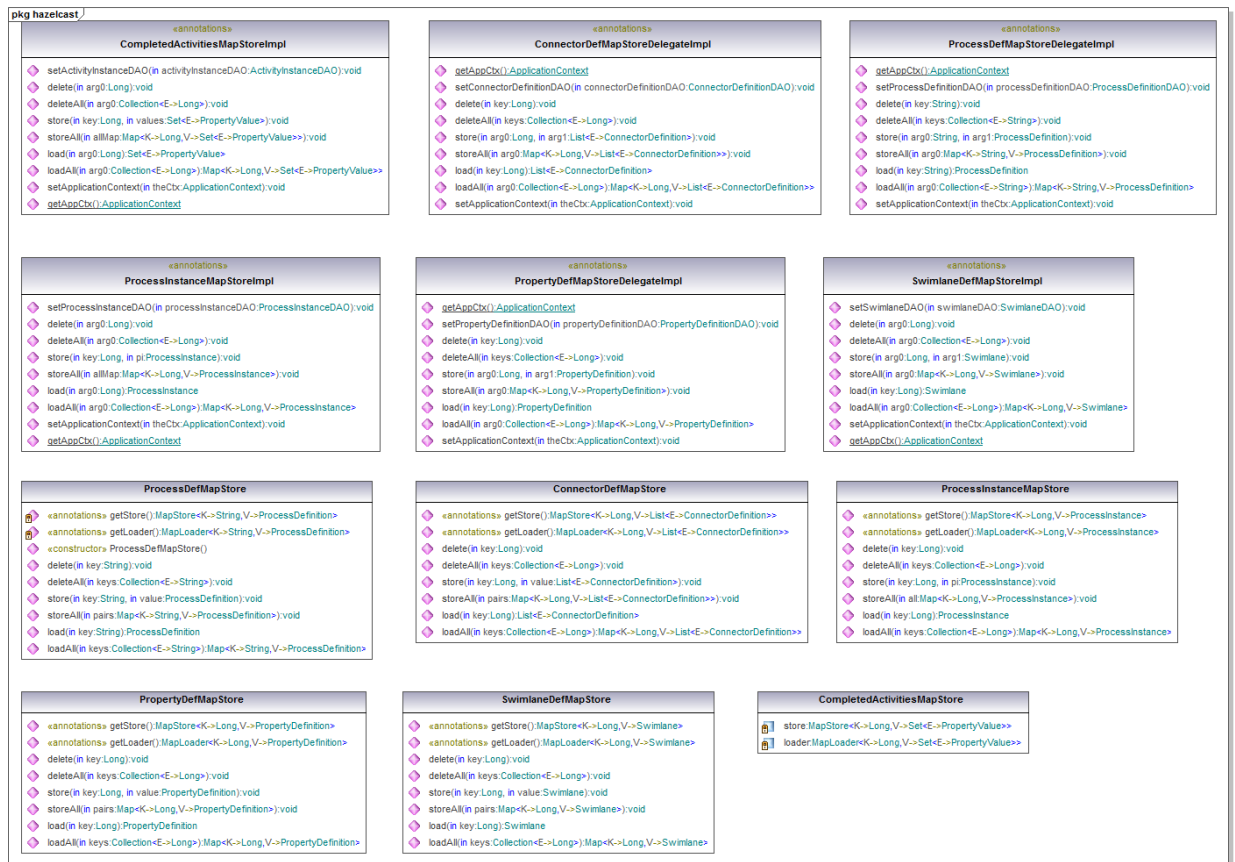 pkg hazelcast
«annotations»
CompletedActivitiesMapStoreImpl
setActivityInstanceDAO(in activityInstanceDAO:ActivityInstanceDAO):void
delete(in arg0:Long):void
deleteAll(in arg0:Collection<E->Long>):void
store(in key:Long, in values:Set<E->PropertyValue>):void
storeAll(in allMap:Map<K->Long,V->Set<E->PropertyValue>>):void
load(in arg0:Long):Set<E->PropertyValue>
loadAll(in arg0:Collection<E->Long>):Map<K->Long,V->Set<E->PropertyValue>>
setApplicationContext(in theCtx:ApplicationContext):void
getAppCtx():ApplicationContext
«annotations»
ConnectorDefMapStoreDelegateImpl
getAppCtx():ApplicationContext
setConnectorDefinitionDAO(in connectorDefinitionDAO:ConnectorDefinitionDAO):void
delete(in key:Long):void
deleteAll(in keys:Collection<E->Long>):void
store(in arg0:Long, in arg1:List<E->ConnectorDefinition>):void
storeAll(in arg0:Map<K->Long,V->List<E->ConnectorDefinition>>):void
load(in key:Long):List<E->ConnectorDefinition>
loadAll(in arg0:Collection<E->Long>):Map<K->Long,V->List<E->ConnectorDefinition>>
setApplicationContext(in theCtx:ApplicationContext):void
«annotations»
ProcessDefMapStoreDelegateImpl
getAppCtx():ApplicationContext
setProcessDefinitionDAO(in processDefinitionDAO:ProcessDefinitionDAO):void
delete(in key:String):void
deleteAll(in keys:Collection<E->String>):void
store(in arg0:String, in arg1:ProcessDefinition):void
storeAll(in arg0:Map<K->String,V->ProcessDefinition>):void
load(in key:String):ProcessDefinition
loadAll(in arg0:Collection<E->String>):Map<K->String,V->ProcessDefinition>
setApplicationContext(in theCtx:ApplicationContext):void
«annotations»
ProcessInstanceMapStoreImpl
setProcessInstanceDAO(in processInstanceDAO:ProcessInstanceDAO):void
delete(in arg0:Long):void
deleteAll(in arg0:Collection<E->Long>):void
store(in key:Long, in pi:ProcessInstance):void
storeAll(in allMap:Map<K->Long,V->ProcessInstance>):void
load(in arg0:Long):ProcessInstance
loadAll(in arg0:Collection<E->Long>):Map<K->Long,V->ProcessInstance>
setApplicationContext(in theCtx:ApplicationContext):void
getAppCtx():ApplicationContext
«annotations»
PropertyDefMapStoreDelegateImpl
getAppCtx():ApplicationContext
setPropertyDefinitionDAO(in propertyDefinitionDAO:PropertyDefinitionDAO):void
delete(in key:Long):void
deleteAll(in keys:Collection<E->Long>):void
store(in arg0:Long, in arg1:PropertyDefinition):void
storeAll(in arg0:Map<K->Long,V->PropertyDefinition>):void
load(in key:Long):PropertyDefinition
loadAll(in arg0:Collection<E->Long>):Map<K->Long,V->PropertyDefinition>
setApplicationContext(in theCtx:ApplicationContext):void
«annotations»
SwimlaneDefMapStoreImpl
setSwimlaneDAO(in swimlaneDAO:SwimlaneDAO):void
delete(in arg0:Long):void
deleteAll(in arg0:Collection<E->Long>):void
store(in arg0:Long, in arg1:Swimlane):void
storeAll(in arg0:Map<K->Long,V->Swimlane>):void
load(in key:Long):Swimlane
loadAll(in arg0:Collection<E->Long>):Map<K->Long,V->Swimlane>
setApplicationContext(in theCtx:ApplicationContext):void
getAppCtx():ApplicationContext
ProcessDefMapStore
«annotations» getStore():MapStore<K->String,V->ProcessDefinition>
«annotations» getLoader():MapLoader<K->String,V->ProcessDefinition>
«constructor» ProcessDefMapStore()
delete(in key:String):void
deleteAll(in keys:Collection<E->String>):void
store(in key:String, in value:ProcessDefinition):void
storeAll(in pairs:Map<K->String,V->ProcessDefinition>):void
load(in key:String):ProcessDefinition
loadAll(in keys:Collection<E->String>):Map<K->String,V->ProcessDefinition>
ConnectorDefMapStore
«annotations» getStore():MapStore<K->Long,V->List<E->ConnectorDefinition>>
«annotations» getLoader():MapLoader<K->Long,V->List<E->ConnectorDefinition>>
delete(in key:Long):void
deleteAll(in keys:Collection<E->Long>):void
store(in key:Long, in value:List<E->ConnectorDefinition>):void
storeAll(in pairs:Map<K->Long,V->List<E->ConnectorDefinition>>):void
load(in key:Long):List<E->ConnectorDefinition>
loadAll(in keys:Collection<E->Long>):Map<K->Long,V->List<E->ConnectorDefinition>>
ProcessInstanceMapStore
«annotations» getStore():MapStore<K->Long,V->ProcessInstance>
«annotations» getLoader():MapLoader<K->Long,V->ProcessInstance>
delete(in key:Long):void
deleteAll(in keys:Collection<E->Long>):void
store(in key:Long, in pi:ProcessInstance):void
storeAll(in all:Map<K->Long,V->ProcessInstance>):void
load(in key:Long):ProcessInstance
loadAll(in keys:Collection<E->Long>):Map<K->Long,V->ProcessInstance>
PropertyDefMapStore
«annotations» getStore():MapStore<K->Long,V->PropertyDefinition>
«annotations» getLoader():MapLoader<K->Long,V->PropertyDefinition>
delete(in key:Long):void
deleteAll(in keys:Collection<E->Long>):void
store(in key:Long, in value:PropertyDefinition):void
storeAll(in pairs:Map<K->Long,V->PropertyDefinition>):void
load(in key:Long):PropertyDefinition
loadAll(in keys:Collection<E->Long>):Map<K->Long,V->PropertyDefinition>
SwimlaneDefMapStore
«annotations» getStore():MapStore<K->Long,V->Swimlane>
«annotations» getLoader():MapLoader<K->Long,V->Swimlane>
delete(in key:Long):void
deleteAll(in keys:Collection<E->Long>):void
store(in key:Long, in value:Swimlane):void
storeAll(in pairs:Map<K->Long,V->Swimlane>):void
load(in key:Long):Swimlane
loadAll(in keys:Collection<E->Long>):Map<K->Long,V->Swimlane>
CompletedActivitiesMapStore
store:MapStore<K->Long,V->Set<E->PropertyValue>>
loader:MapLoader<K->Long,V->Set<E->PropertyValue>>